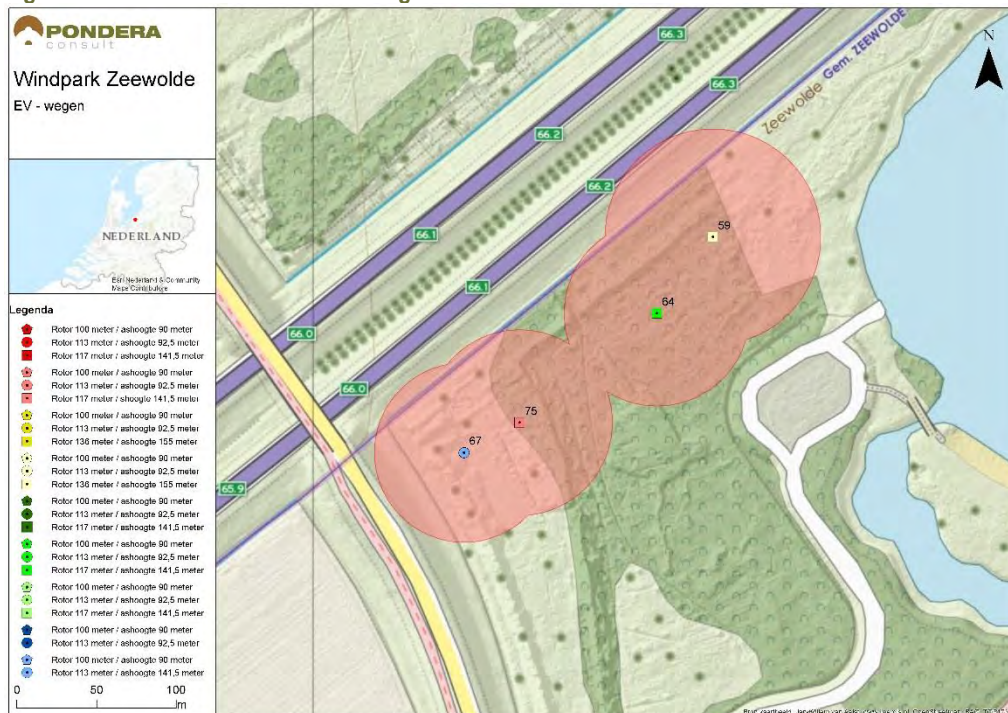 PONDERA
consult
Windpark Zeewolde
EV - wegen
NEDERLAND
Esri Nederland & Community
Maps Contributors
Legenda
Rotor 100 meter / ashoogte 90 meter
Rotor 113 meter / ashoogte 92,5 meter
Rotor 117 meter / ashoogte 141,5 meter
Rotor 100 meter / ashoogte 90 meter
Rotor 113 meter / ashoogte 92,5 meter
Rotor 117 meter / ahoogte 141,5 meter
Rotor 100 meter / ashoogte 90 meter
Rotor 113 meter / ashoogte 92,5 meter
Rotor 136 meter / ashoogte 155 meter
Rotor 100 meter / ashoogte 90 meter
Rotor 113 meter / ashoogte 92,5 meter
Rotor 136 meter / ashoogte 155 meter
Rotor 100 meter / ashoogte 90 meter
Rotor 113 meter / ashoogte 92,5 meter
Rotor 117 meter / ashoogte 141,5 meter
Rotor 100 meter / ashoogte 90 meter
Rotor 113 meter / ashoogte 92,5 meter
Rotor 117 meter / ashoogte 141,5 meter
Rotor 100 meter / ashoogte 90 meter
Rotor 113 meter / ashoogte 92,5 meter
Rotor 117 meter / ashoogte 141,5 meter
Rotor 100 meter / ashoogte 90 meter
Rotor 113 meter / ashoogte 92,5 meter
Rotor 100 meter / ashoogte 90 meter
Rotor 113 meter / ashoogte 141,5 meter
0 50 100
m
N
66.3
66.3
Gem. ZEEWOLDE
Zeewolde
66.2
66.2
66.1
66.1
66.0
66.0
65.9
59
64
75
67